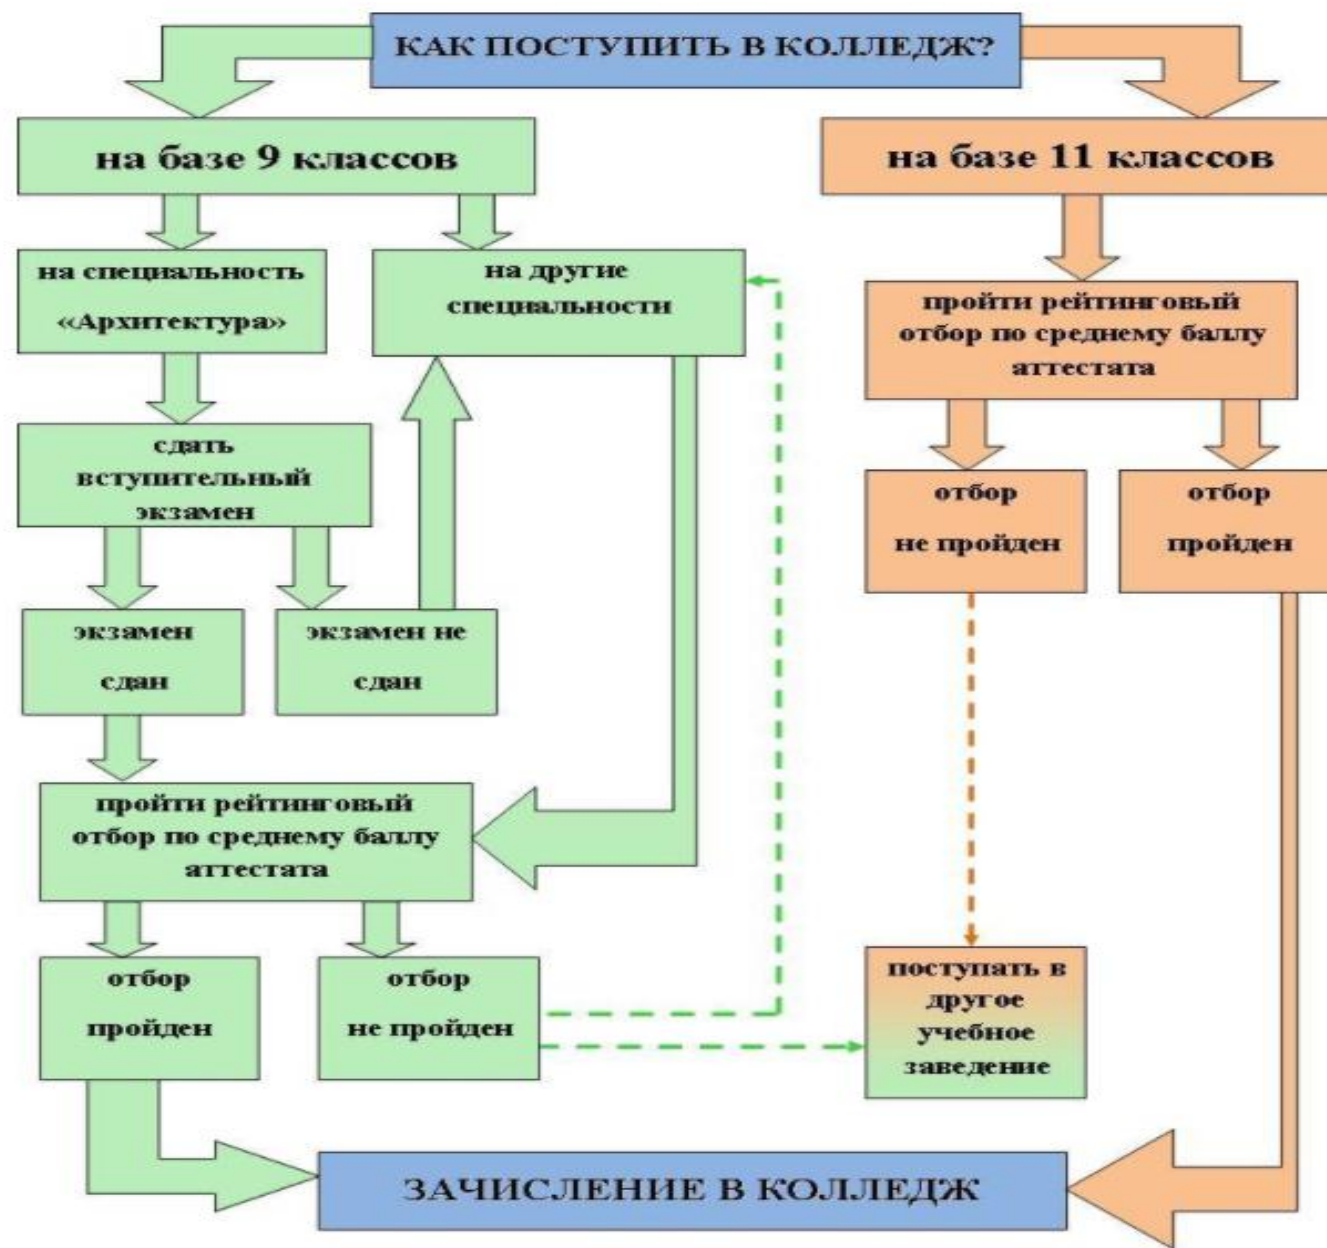 КАК ПОСТУПИТЬ В КОЛЛЕДЖ?
на базе 9 классов
на базе 11 классов
на специальность
«Архитектура»
на другие
специальности
пройти рейтинговый
отбор по среднему баллу
аттестата
сдать
вступительный
экзамен
отбор
не пройден
отбор
пройден
экзамен
сдан
экзамен не
сдан
пройти рейтинговый
отбор по среднему баллу
аттестата
отбор
пройден
отбор
не пройден
поступать в
другое
учебное
заведение
ЗАЧИСЛЕНИЕ В КОЛЛЕДЖ